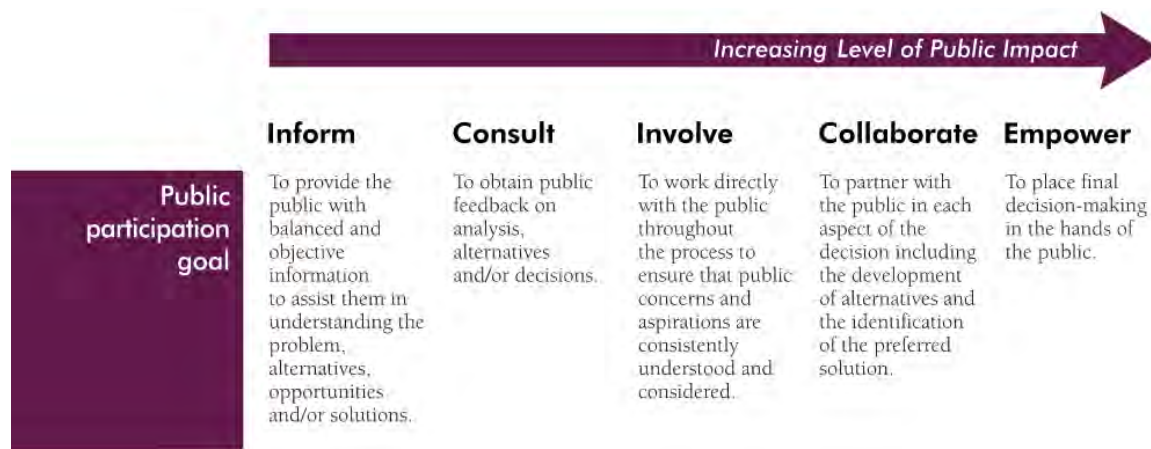 Increasing Level of Public Impact
Public
participation
goal
Inform
To provide the
public with
balanced and
objective
information
to assist them in
understanding the
problem,
alternatives,
opportunities
and/or solutions.
Consult
To obtain public
feedback on
analysis,
alternatives
and/or decisions.
Involve
To work directly
with the public
throughout
the process to
ensure that public
concerns and
aspirations are
consistently
understood and
considered.
Collaborate
To partner with
the public in each
aspect of the
decision including
the development
of alternatives and
the identification
of the preferred
solution.
Empower
To place final
decision-making
in the hands of
the public.